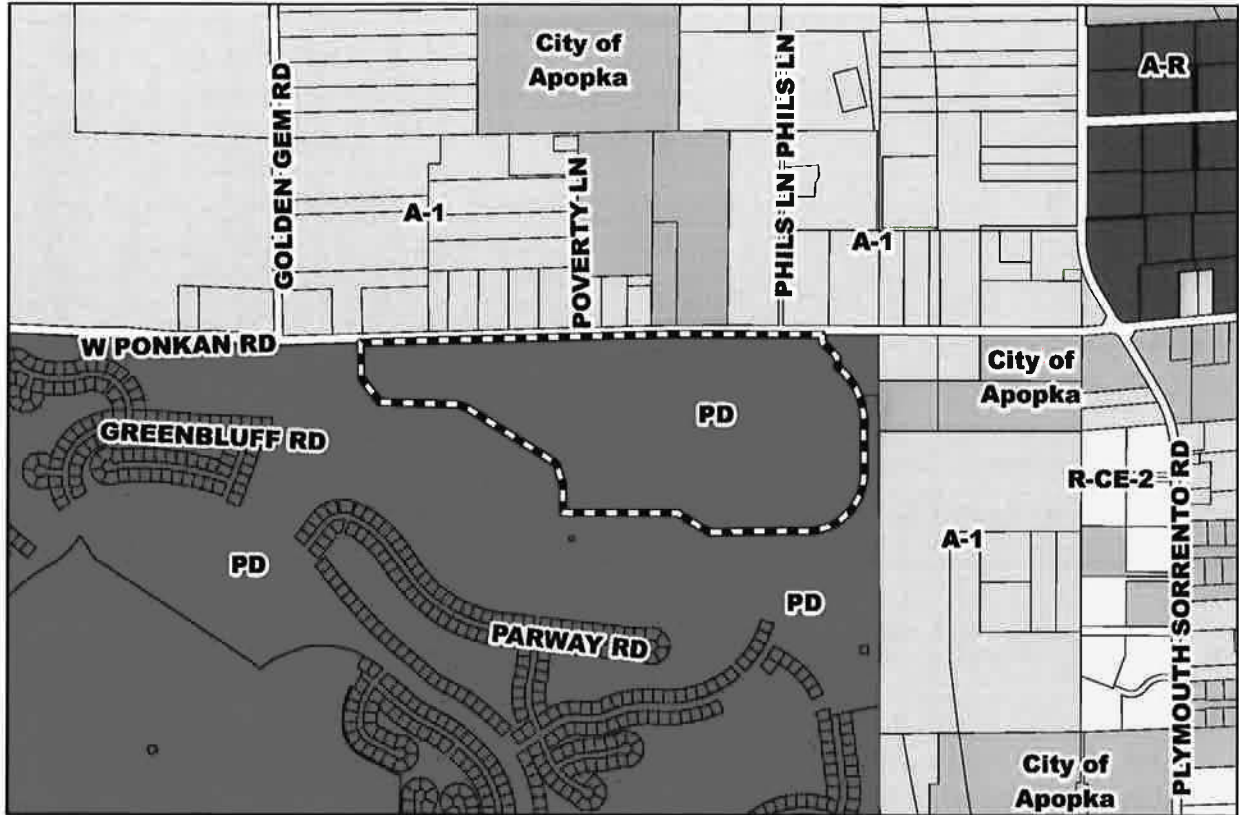 City of
Apopka
A-R
GOLDEN GEM RD
PHILS LN PHILS LN
POVERTY LN
A-1
A-1
W PONKAN RD
City of
Apopka
PD
GREENBLUFF RD
R-CE-2
PLYMOUTH SORRENTO RD
A-1
PD
PD
PARWAY RD
City of
Apopka